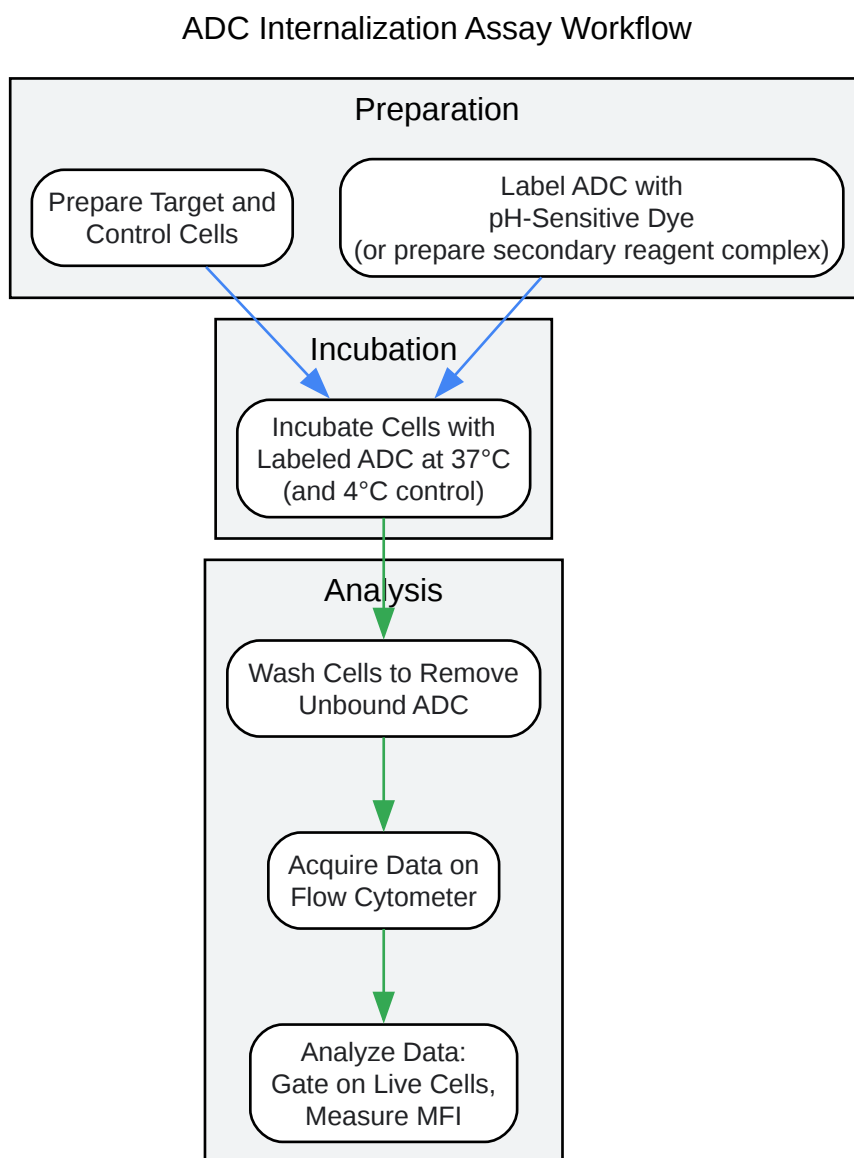 ADC Internalization Assay Workflow
Preparation
Prepare Target and
Control Cells
Label ADC with
pH-Sensitive Dye
(or prepare secondary reagent complex)
Incubation
Incubate Cells with
Labeled ADC at 37°C
(and 4°C control)
Analysis
Wash Cells to Remove
Unbound ADC
Acquire Data on
Flow Cytometer
Analyze Data:
Gate on Live Cells,
Measure MFI